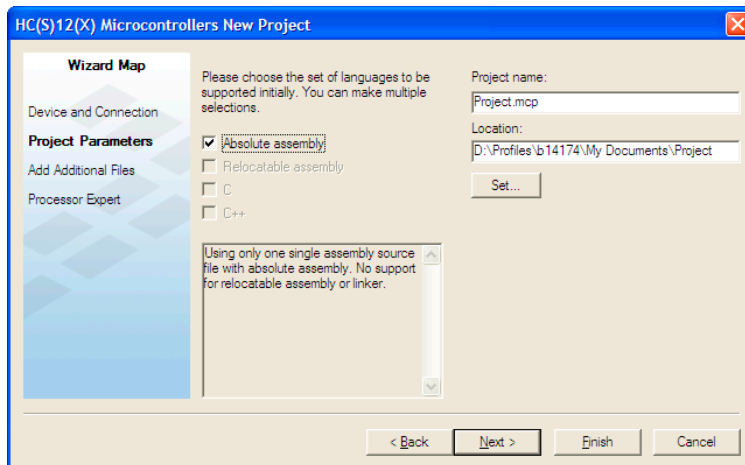 HC(S)12(X) Microcontrollers New Project
Wizard Map
Device and Connection
Project Parameters
Add Additional Files
Processor Expert
Please choose the set of languages to be
supported initially. You can make multiple
selections.
Absolute assembly
Relocatable assembly
C
C++
Using only one single assembly source
file with absolute assembly. No support
for relocatable assembly or linker.
Project name:
Project.mcp
Location:
D:\Profiles\b14174\My Documents\Project
Set...
< Back
Next >
Finish
Cancel